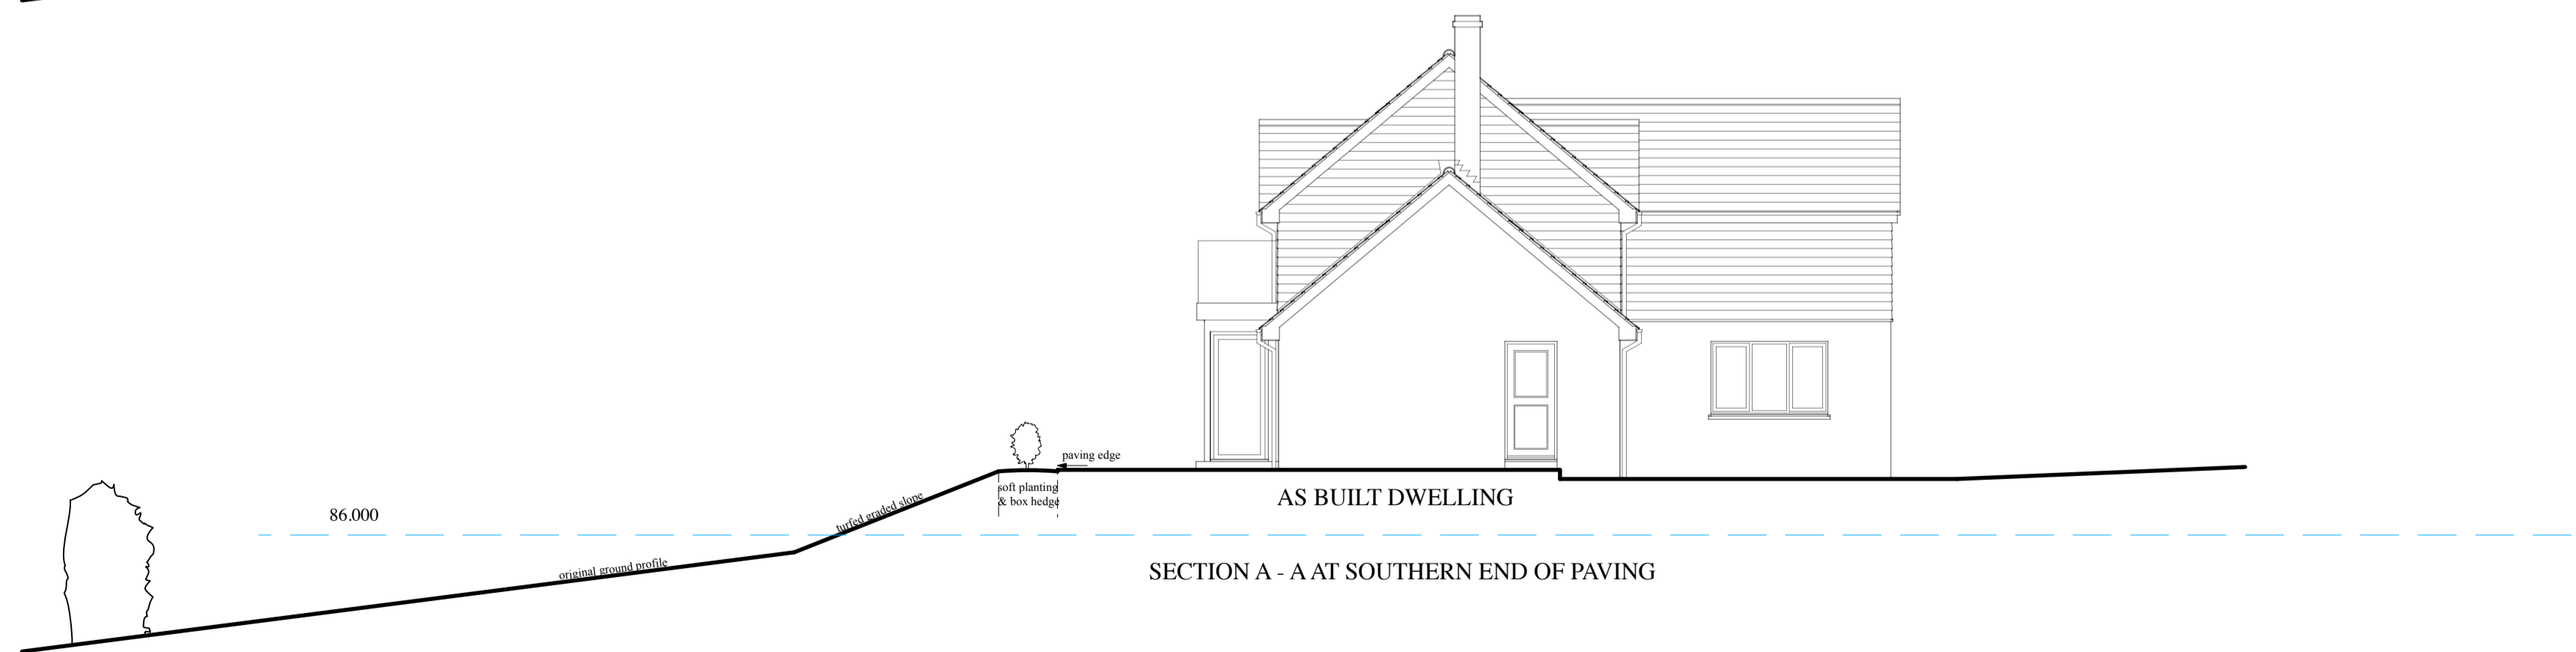 paving edge
soft planting
& box hedge
turfed graded slope
AS BUILT DWELLING
86.000
original ground profile
SECTION A - A AT SOUTHERN END OF PAVING